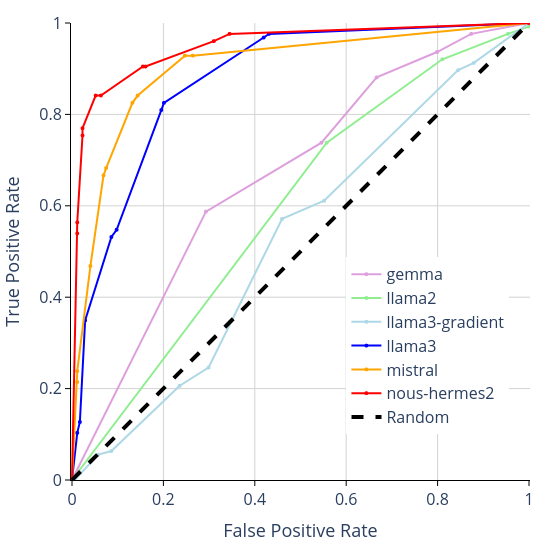 1
0.8
0.6
0.4
0.2
0
0
0.2
0.4
0.6
0.8
1
True Positive Rate
False Positive Rate
gemma
llama2
llama3-gradient
llama3
mistral
nous-hermes2
Random